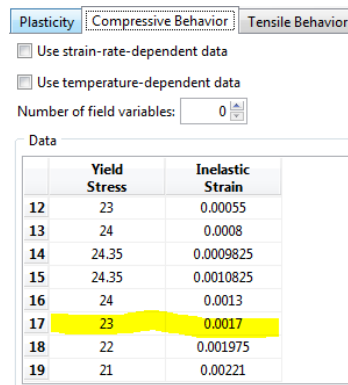 Plasticity Compressive Behavior Tensile Behavior
Use strain-rate-dependent data
Use temperature-dependent data
Number of field variables: 0
Data
Yield Stress Inelastic Strain
12 23 0.00055
13 24 0.0008
14 24.35 0.0009825
15 24.35 0.0010825
16 24 0.0013
17 23 0.0017
18 22 0.001975
19 21 0.00221